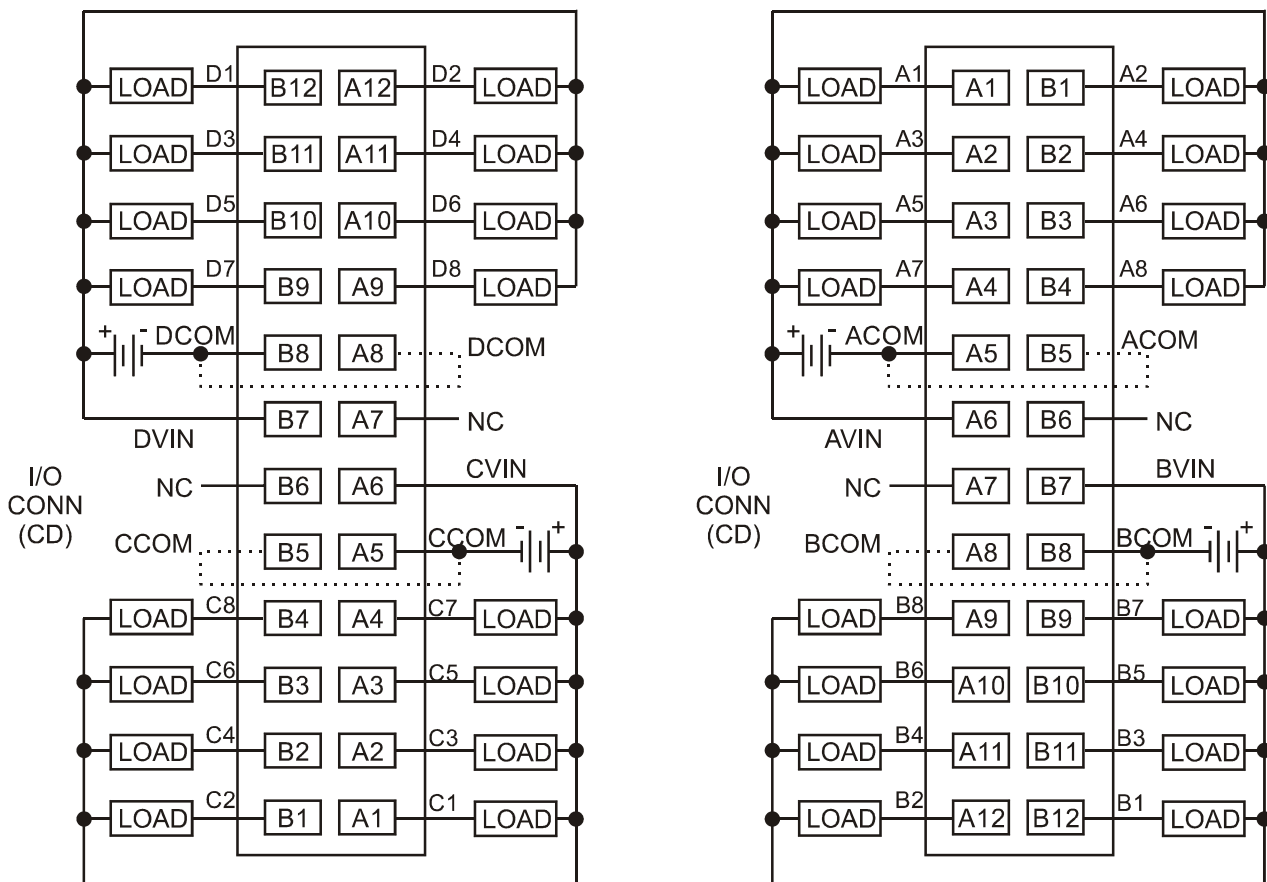 LOAD D1 B12 A12 D2 LOAD
LOAD D3 B11 A11 D4 LOAD
LOAD D5 B10 A10 D6 LOAD
LOAD D7 B9 A9 D8 LOAD
+ - DCOM B8 A8 DCOM
DVIN B7 A7 NC
I/O
CONN
(CD)
NC B6 A6 CVIN
CCOM B5 A5 CCOM - +
LOAD C8 B4 A4 C7 LOAD
LOAD C6 B3 A3 C5 LOAD
LOAD C4 B2 A2 C3 LOAD
LOAD C2 B1 A1 C1 LOAD
LOAD A1 A1 B1 A2 LOAD
LOAD A3 A2 B2 A4 LOAD
LOAD A5 A3 B3 A6 LOAD
LOAD A7 A4 B4 A8 LOAD
+ - ACOM A5 B5 ACOM
AVIN A6 B6 NC
I/O
CONN
(CD)
NC A7 B7 BVIN
BCOM A8 B8 BCOM - +
LOAD B8 A9 B9 B7 LOAD
LOAD B6 A10 B10 B5 LOAD
LOAD B4 A11 B11 B3 LOAD
LOAD B2 A12 B12 B1 LOAD